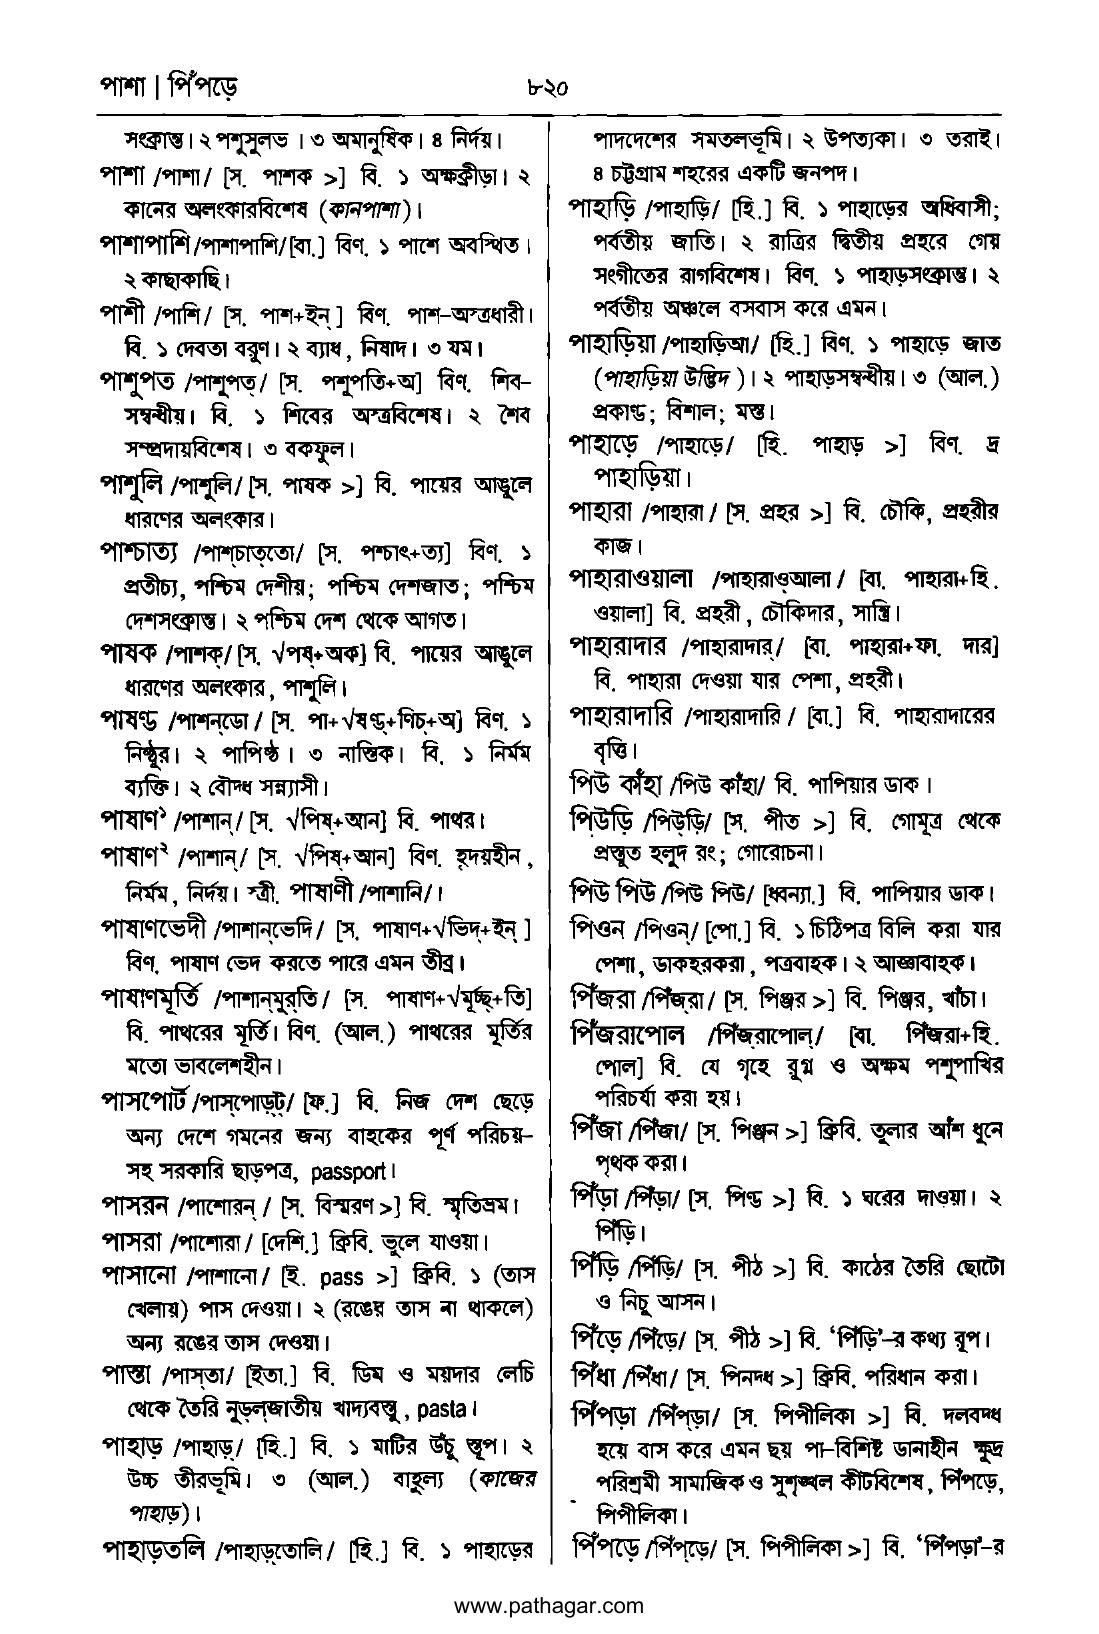 পাশা | পিঁপড়ে
৮২০
সংক্রান্ত। ২ পশুসুলভ । ৩ অমানুষিক। ৪ নির্দয়।
পাশা /পাশা/ [স. পাশক >] বি. ১ অক্ষক্রীড়া। ২
কানের অলংকারবিশেষ (কানপাশা)।
পাশাপাশি /পাশাপাশি/ [বা.] বিণ. ১ পাশে অবস্থিত।
২ কাছাকাছি।
পাশী /পাশি/ [স. পাশ+ইন্ ] বিণ. পাশ-অস্ত্রধারী।
বি. ১ দেবতা বরুণ। ২ ব্যাধ, নিষাদ। ৩ যম।
পাশুপত /পাশুপত্/ [স. পশুপতি+অ] বিণ. শিব-
সম্বন্ধীয়। বি. ১ শিবের অস্ত্রবিশেষ। ২ শৈব
সম্প্রদায়বিশেষ। ৩ বকফুল।
পাশুলি /পাশুলি/ [স. পাষক >] বি. পায়ের আঙুলে
ধারণের অলংকার।
পাশ্চাত্য /পাশ্‌চাত্‌তো/ [স. পশ্চাৎ+ত্য] বিণ. ১
প্রতীচ্য, পশ্চিম দেশীয়; পশ্চিম দেশজাত; পশ্চিম
দেশসংক্রান্ত। ২ পশ্চিম দেশ থেকে আগত।
পাষক /পাশক্/ [স. √পষ্+অক] বি. পায়ের আঙুলে
ধারণের অলংকার, পাশুলি।
পাষণ্ড /পাশন্‌ডো/ [স. পা+√ষণ্ড্+ণিচ্+অ] বিণ. ১
নিষ্ঠুর। ২ পাপিষ্ঠ। ৩ নাস্তিক। বি. ১ নির্মম
ব্যক্তি। ২ বৌদ্ধ সন্ন্যাসী।
পাষাণ১ /পাশান্/ [স. √পিষ্+আন] বি. পাথর।
পাষাণ২ /পাশান্/ [স. √পিষ্+আন] বিণ. হৃদয়হীন,
নির্মম, নির্দয়। স্ত্রী. পাষাণী /পাশানি/।
পাষাণভেদী /পাশান্‌ভেদি/ [স. পাষাণ+√ভিদ্+ইন্ ]
বিণ. পাষাণ ভেদ করতে পারে এমন তীব্র।
পাষাণমূর্তি /পাশান্‌মুর্‌তি/ [স. পাষাণ+√মূর্চ্ছ্+তি]
বি. পাথরের মূর্তি। বিণ. (আল.) পাথরের মূর্তির
মতো ভাবলেশহীন।
পাসপোর্ট /পাস্‌পোর্‌ট্/ [ফ.] বি. নিজ দেশ ছেড়ে
অন্য দেশে গমনের জন্য বাহকের পূর্ণ পরিচয়-
সহ সরকারি ছাড়পত্র, passport।
পাসরন /পাশোরন্ / [স. বিস্মরণ >] বি. স্মৃতিভ্রম।
পাসরা /পাশোরা / [দেশি.] ক্রিবি. ভুলে যাওয়া।
পাসানো /পাশানো / [ই. pass >] ক্রিবি. ১ (তাস
খেলায়) পাস দেওয়া। ২ (রঙের তাস না থাকলে)
অন্য রঙের তাস দেওয়া।
পাস্তা /পাস্‌তা/ [ইতা.] বি. ডিম ও ময়দার লেচি
থেকে তৈরি নুড্‌ল্‌জাতীয় খাদ্যবস্তু, pasta।
পাহাড় /পাহাড়্/ [হি.] বি. ১ মাটির উঁচু স্তূপ। ২
উচ্চ তীরভূমি। ৩ (আল.) বাহুল্য (কাজের
পাহাড়)।
পাহাড়তলি /পাহাড়্‌তোলি/ [হি.] বি. ১ পাহাড়ের
পাদদেশের সমতলভূমি। ২ উপত্যকা। ৩ তরাই।
৪ চট্টগ্রাম শহরের একটি জনপদ।
পাহাড়ি /পাহাড়ি/ [হি.] বি. ১ পাহাড়ের অধিবাসী;
পর্বতীয় জাতি। ২ রাত্রির দ্বিতীয় প্রহরে গেয়
সংগীতের রাগবিশেষ। বিণ. ১ পাহাড়সংক্রান্ত। ২
পর্বতীয় অঞ্চলে বসবাস করে এমন।
পাহাড়িয়া /পাহাড়িআ/ [হি.] বিণ. ১ পাহাড়ে জাত
(পাহাড়িয়া উদ্ভিদ )। ২ পাহাড়সম্বন্ধীয়। ৩ (আল.)
প্রকাণ্ড; বিশাল; মস্ত।
পাহাড়ে /পাহাড়ে/ [হি. পাহাড় >] বিণ. দ্র
পাহাড়িয়া।
পাহারা /পাহারা / [স. প্রহর >] বি. চৌকি, প্রহরীর
কাজ।
পাহারাওয়ালা /পাহারাও্আলা / [বা. পাহারা+হি.
ওয়ালা] বি. প্রহরী, চৌকিদার, সান্ত্রি।
পাহারাদার /পাহারাদার্/ [বা. পাহারা+ফা. দার]
বি. পাহারা দেওয়া যার পেশা, প্রহরী।
পাহারাদারি /পাহারাদারি / [বা.] বি. পাহারাদারের
বৃত্তি।
পিউ কাঁহা /পিউ কাঁহা/ বি. পাপিয়ার ডাক।
পিউড়ি /পিউ্‌ড়ি/ [স. পীত >] বি. গোমূত্র থেকে
প্রস্তুত হলুদ রং; গোরোচনা।
পিউ পিউ /পিউ পিউ/ [ধ্বন্যা.] বি. পাপিয়ার ডাক।
পিওন /পিওন্/ [পো.] বি. ১ চিঠিপত্র বিলি করা যার
পেশা, ডাকহরকরা, পত্রবাহক। ২ আজ্ঞাবাহক।
পিঁজরা /পিঁজ্‌রা / [স. পিঞ্জর >] বি. পিঞ্জর, খাঁচা।
পিঁজরাপোল /পিঁজ্‌রাপোল্/ [বা. পিঁজরা+হি.
পোল] বি. যে গৃহে রুগ্ন ও অক্ষম পশুপাখির
পরিচর্যা করা হয়।
পিঁজা /পিঁজা/ [স. পিঞ্জন >] ক্রিবি. তুলার আঁশ ধুনে
পৃথক করা।
পিঁড়া /পিঁড়া/ [স. পিণ্ড >] বি. ১ ঘরের দাওয়া। ২
পিঁড়ি।
পিঁড়ি /পিঁড়ি/ [স. পীঠ >] বি. কাঠের তৈরি ছোটো
ও নিচু আসন।
পিঁড়ে /পিঁড়ে/ [স. পীঠ >] বি. ‘পিঁড়ি’-র কথ্য রূপ।
পিঁধা /পিঁধা/ [স. পিনদ্ধ >] ক্রিবি. পরিধান করা।
পিঁপড়া /পিঁপ্‌ড়া/ [স. পিপীলিকা >] বি. দলবদ্ধ
হয়ে বাস করে এমন ছয় পা-বিশিষ্ট ডানাহীন ক্ষুদ্র
পরিশ্রমী সামাজিক ও সুশৃঙ্খল কীটবিশেষ, পিঁপড়ে,
পিপীলিকা।
পিঁপড়ে /পিঁপ্‌ড়ে/ [স. পিপীলিকা >] বি. ‘পিঁপড়া’-র
www.pathagar.com